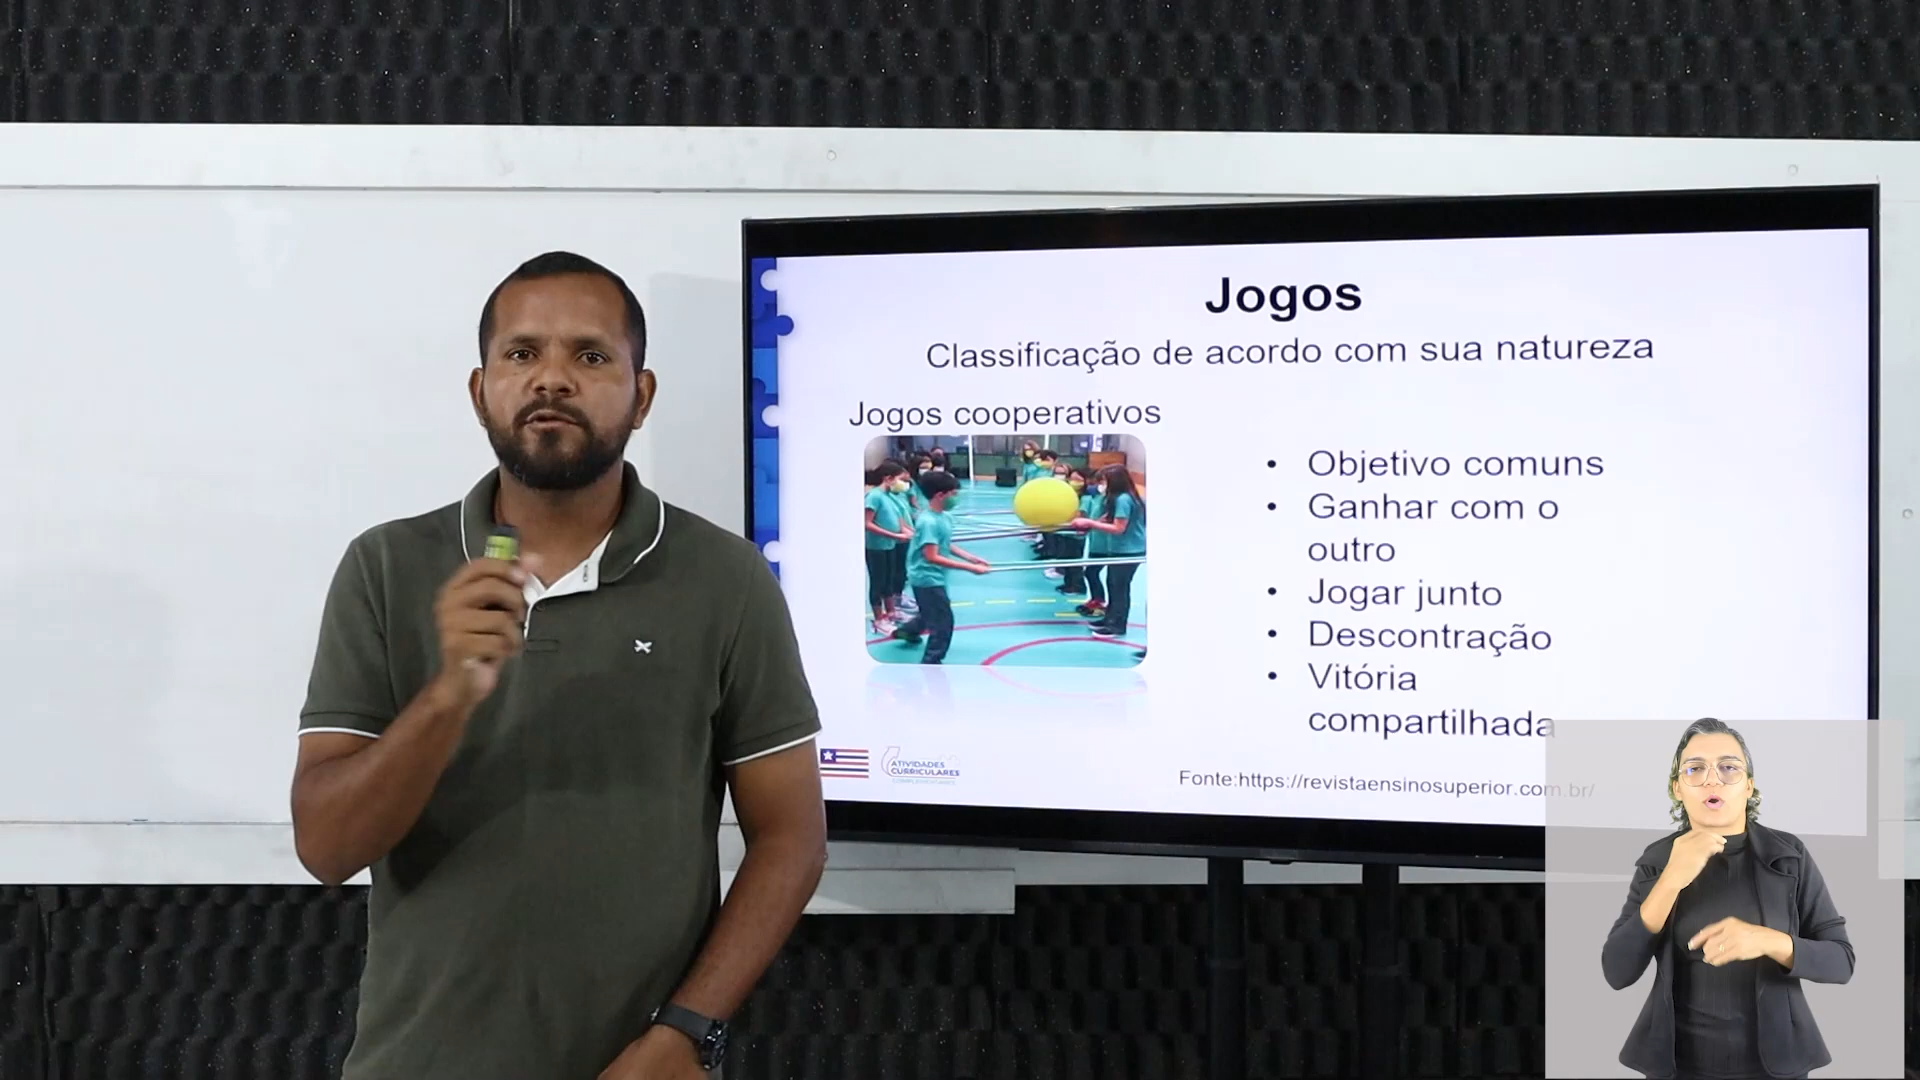 Jogos
Classificação de acordo com sua natureza
Jogos cooperativos
• Objetivo comuns
• Ganhar com o
outro
• Jogar junto
• Descontração
• Vitória
compartilhada
ATIVIDADES
CURRICULARES
COMPLEMENTARES
Fonte:https://revistaensinosuperior.com.br/